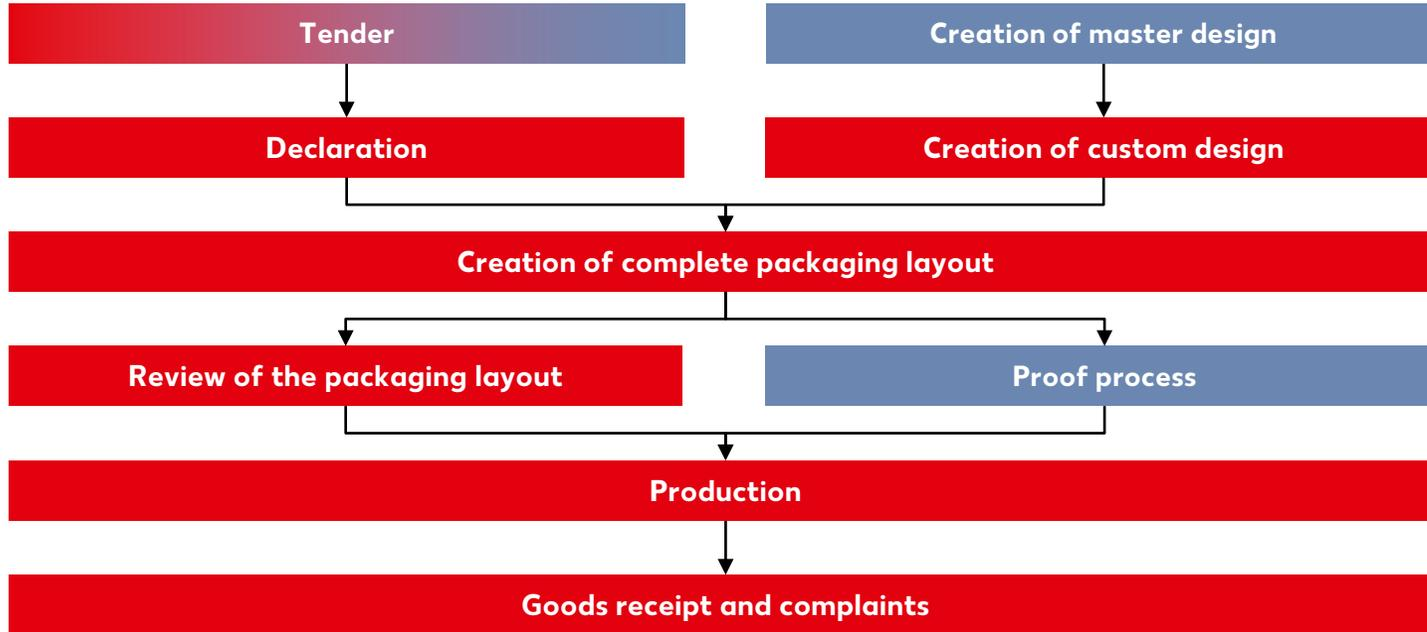 Tender
Creation of master design
Declaration
Creation of custom design
Creation of complete packaging layout
Review of the packaging layout
Proof process
Production
Goods receipt and complaints